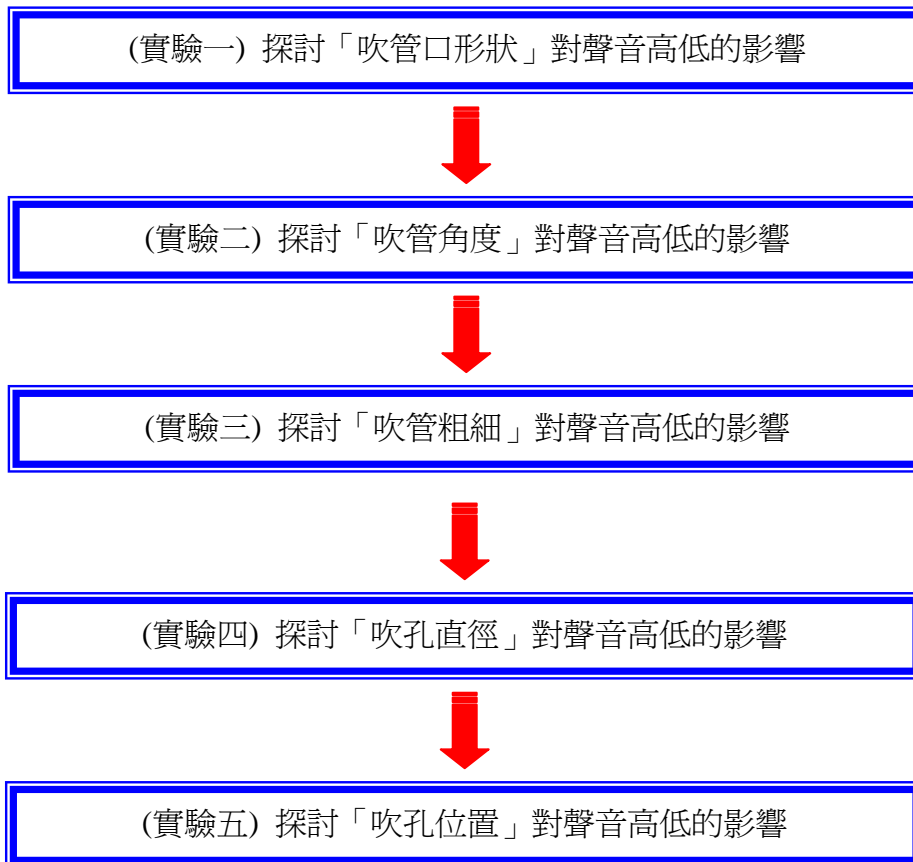 (實驗一) 探討「吹管口形狀」對聲音高低的影響
(實驗二) 探討「吹管角度」對聲音高低的影響
(實驗三) 探討「吹管粗細」對聲音高低的影響
(實驗四) 探討「吹孔直徑」對聲音高低的影響
(實驗五) 探討「吹孔位置」對聲音高低的影響